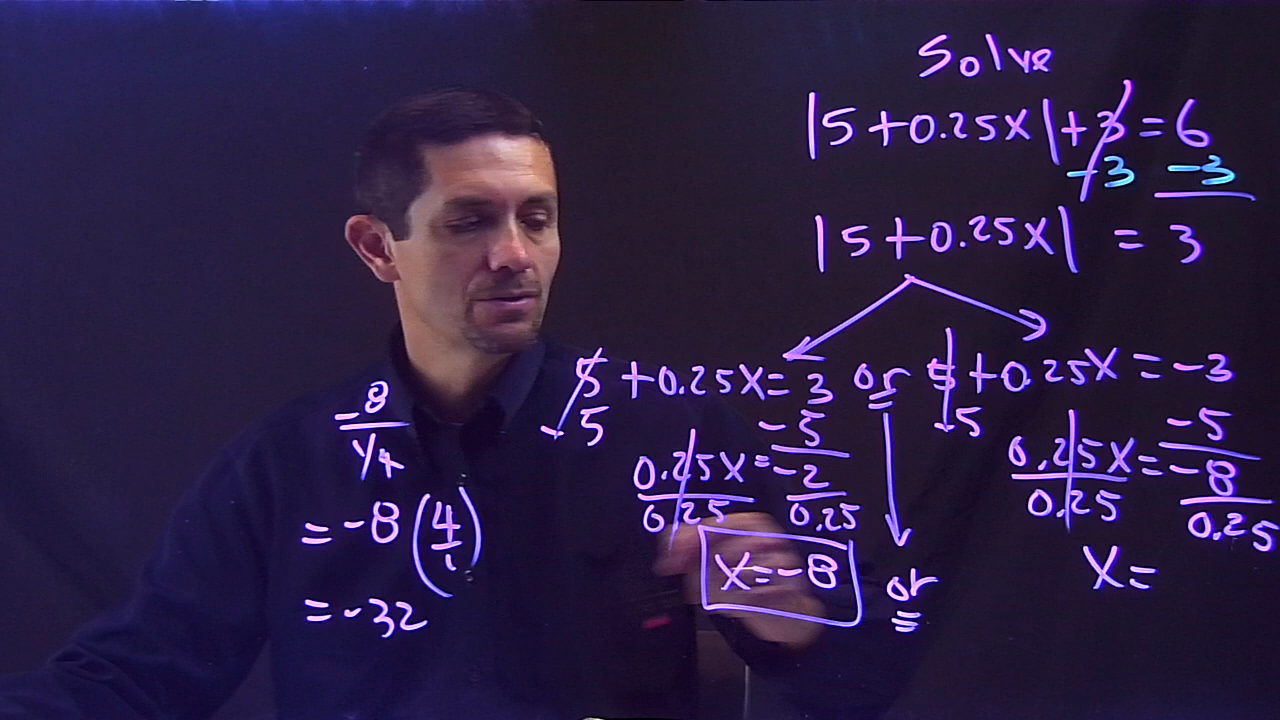 Solve
|5+0.25x|+3=6
-3 -3
|5+0.25x| = 3
5+0.25x=3 or 5+0.25x=-3
-5 -5 -5 -5
0.25x=-2 0.25x=-8
0.25 0.25 0.25 0.25
x=-8 or x=
-8
1/4
=-8(4/1)
=-32